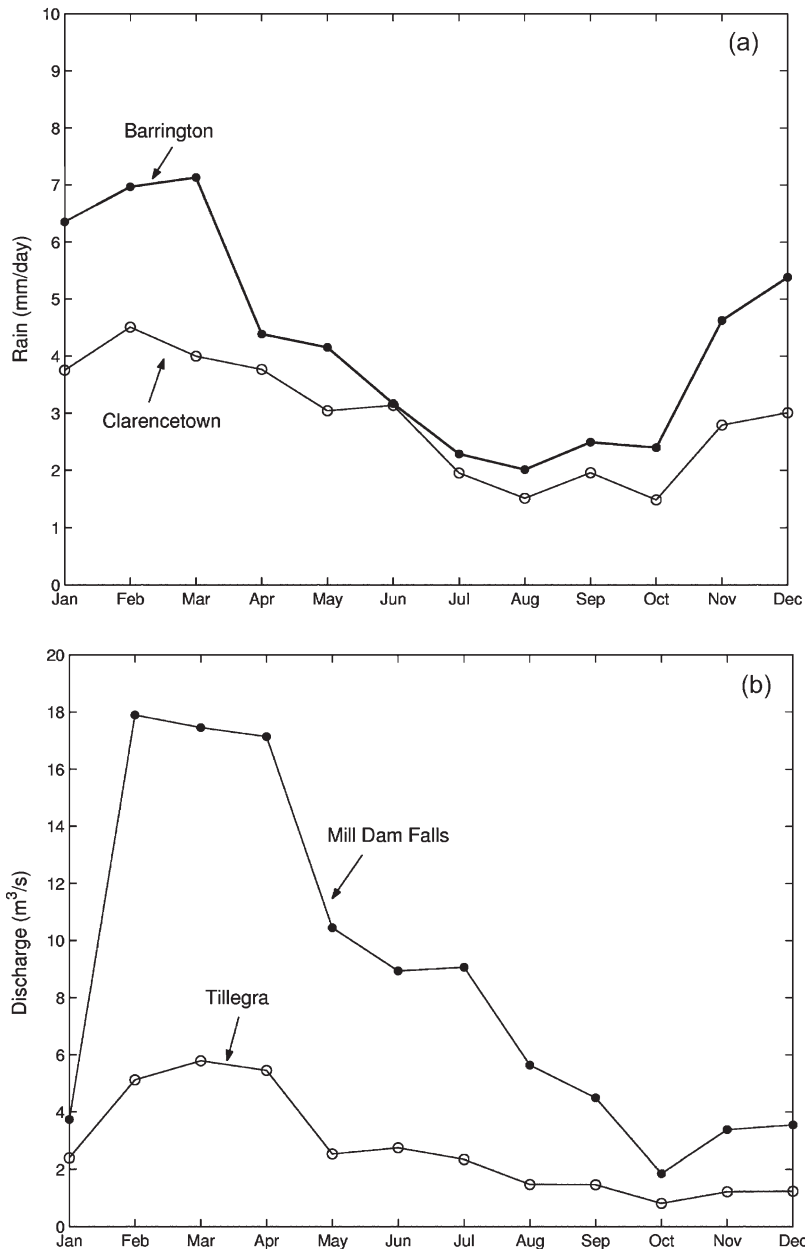 (a)
10
9
8
7
6
5
4
3
2
1
0
Rain (mm/day)
Barrington
Clarencetown
Jan Feb Mar Apr May Jun Jul Aug Sep Oct Nov Dec
(b)
20
18
16
14
12
10
8
6
4
2
0
Discharge (m³/s)
Mill Dam Falls
Tillegra
Jan Feb Mar Apr May Jun Jul Aug Sep Oct Nov Dec